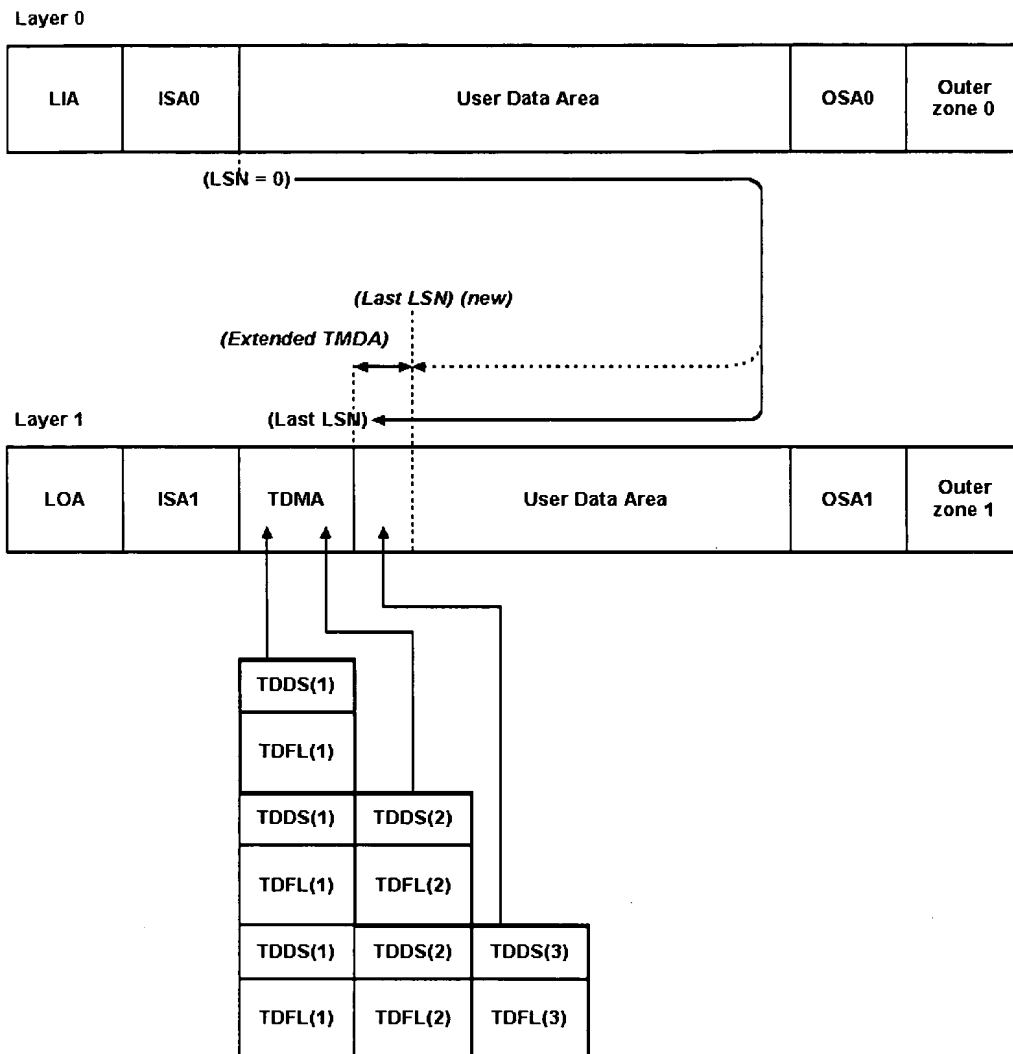 Layer 0
LIA
ISA0
User Data Area
OSA0
Outer
zone 0
(LSN = 0)
(Last LSN) (new)
(Extended TMDA)
Layer 1
(Last LSN)
LOA
ISA1
TDMA
User Data Area
OSA1
Outer
zone 1
TDDS(1)
TDFL(1)
TDDS(1) TDDS(2)
TDFL(1) TDFL(2)
TDDS(1) TDDS(2) TDDS(3)
TDFL(1) TDFL(2) TDFL(3)